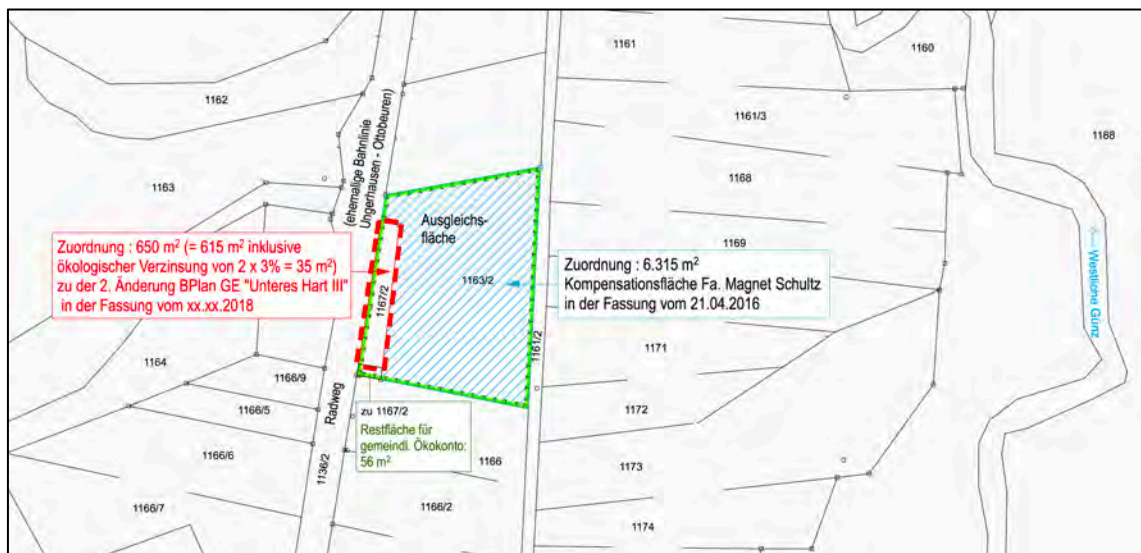 1161
1160
1162
(ehemalige Bahnlinie
Ungerhausen - Ottobeuren)
1161/3
1168
1163
1168
Ausgleichs-
fläche
Zuordnung : 650 m² (= 615 m² inklusive
ökologischer Verzinsung von 2 x 3% = 35 m²)
zu der 2. Änderung BPlan GE "Unteres Hart III"
in der Fassung vom xx.xx.2018
1169
1163/2
Zuordnung : 6.315 m²
Kompensationsfläche Fa. Magnet Schultz
in der Fassung vom 21.04.2016
Westliche Günz
1167/2
1161/2
1171
1164
1166/9
Radweg
1166/5
zu 1167/2
Restfläche für
gemeindl. Ökokonto:
56 m²
1172
1166/6
1136/2
1166
1173
1166/7
1166/2
1174